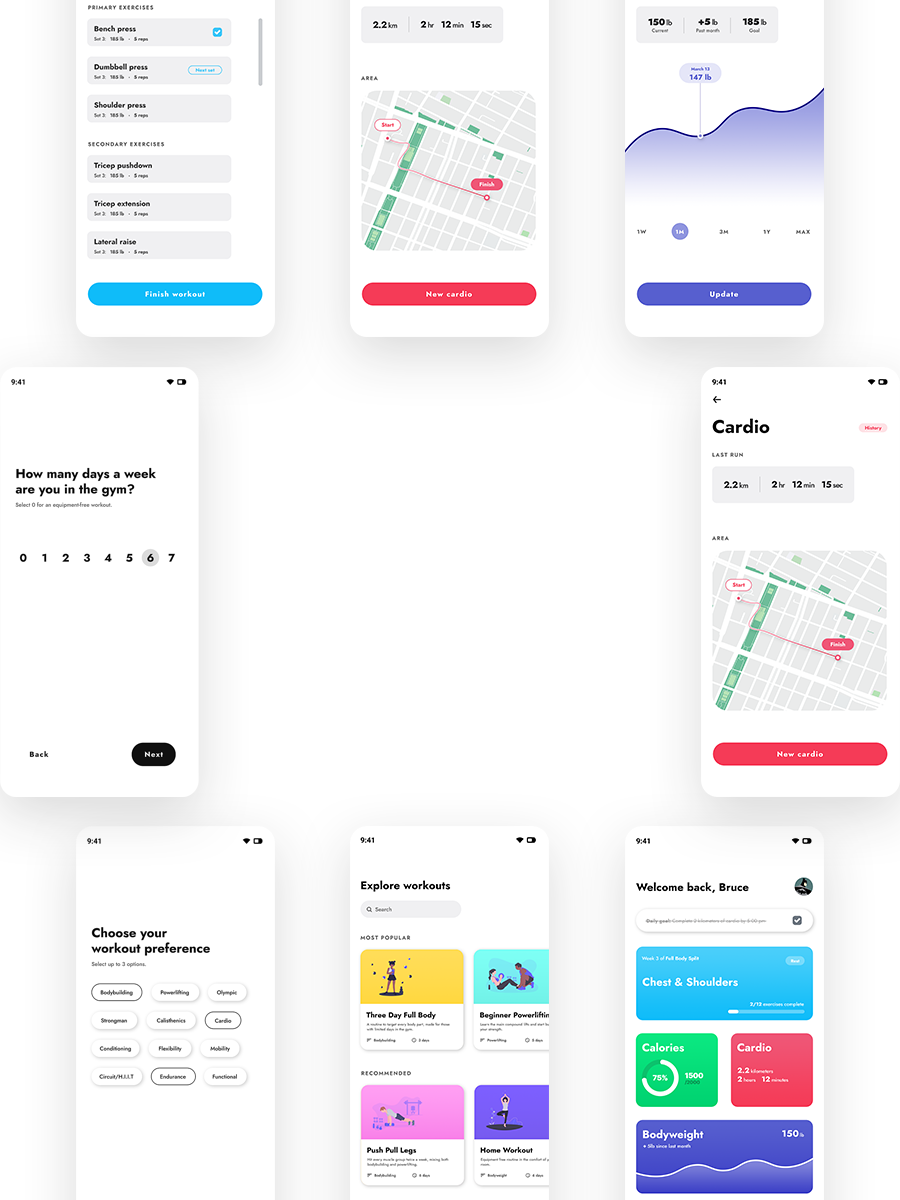 PRIMARY EXERCISES
Bench press
Set 3: 185 lb - 5 reps
Dumbbell press
Set 3: 185 lb - 5 reps
Next set
Shoulder press
Set 3: 185 lb - 5 reps
SECONDARY EXERCISES
Tricep pushdown
Set 3: 185 lb - 5 reps
Tricep extension
Set 3: 185 lb - 5 reps
Lateral raise
Set 3: 185 lb - 5 reps
Finish workout
2.2 km 2 hr 12 min 15 sec
AREA
Start
Finish
New cardio
150 lb +5 lb 185 lb
Current Past month Goal
March 13
147 lb
1W 1M 3M 1Y MAX
Update
9:41
How many days a week
are you in the gym?
Select 0 for an equipment-free workout.
0 1 2 3 4 5 6 7
Back Next
9:41
Cardio
History
LAST RUN
2.2 km 2 hr 12 min 15 sec
AREA
Start
Finish
New cardio
9:41
Choose your
workout preference
Select up to 3 options.
Bodybuilding Powerlifting Olympic
Strongman Calisthenics Cardio
Conditioning Flexibility Mobility
Circuit/H.I.I.T Endurance Functional
9:41
Explore workouts
Search
MOST POPULAR
Three Day Full Body
A routine to target every body part, made for those
with limited days in the gym.
Bodybuilding 3 days
Beginner Powerliftin
Learn the main compound lifts and start b
your strength.
Powerlifting 5 days
RECOMMENDED
Push Pull Legs
Hit every muscle group twice a week, mixing both
bodybuilding and powerlifting.
Bodybuilding 6 days
Home Workout
Equipment free routine in the comfort of y
room.
Bodyweight 4 days
9:41
Welcome back, Bruce
Daily goal: Complete 2 kilometers of cardio by 5:00 pm
Week 3 of Full Body Split
Chest & Shoulders
2/12 exercises complete
Calories
75%
1500
/2000
Cardio
2.2 kilometers
2 hours 12 minutes
Bodyweight
150 lb
+ 5lb since last month